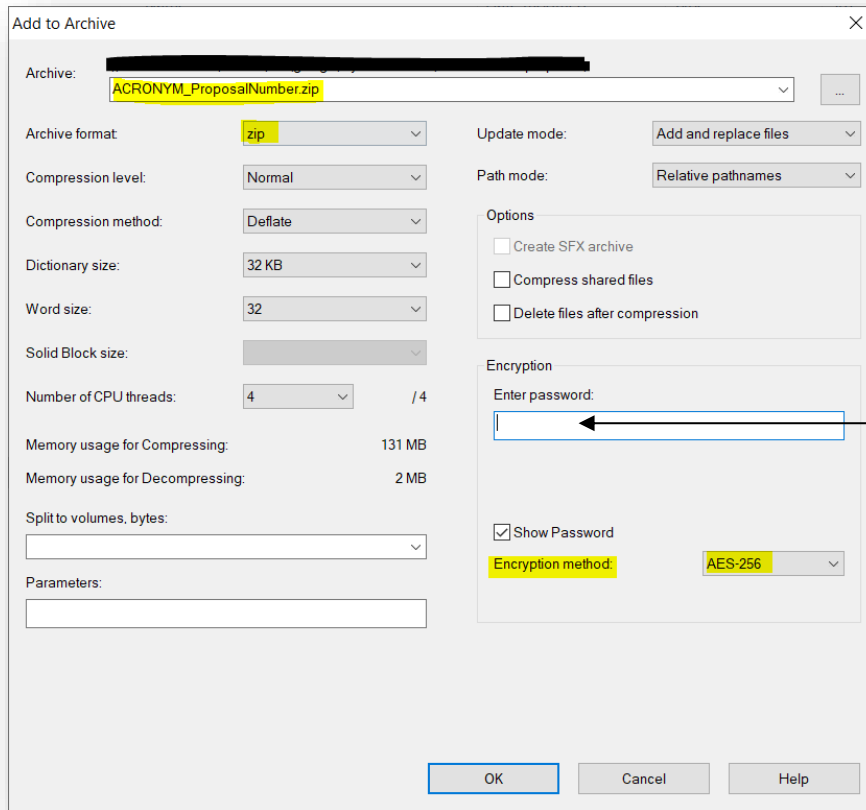 Add to Archive
Archive:
ACRONYM_ProposalNumber.zip
...
Archive format: zip
Compression level: Normal
Compression method: Deflate
Dictionary size: 32 KB
Word size: 32
Solid Block size:
Number of CPU threads: 4 / 4
Memory usage for Compressing: 131 MB
Memory usage for Decompressing: 2 MB
Split to volumes, bytes:
Parameters:
Update mode: Add and replace files
Path mode: Relative pathnames
Options
Create SFX archive
Compress shared files
Delete files after compression
Encryption
Enter password:
Show Password
Encryption method: AES-256
OK
Cancel
Help